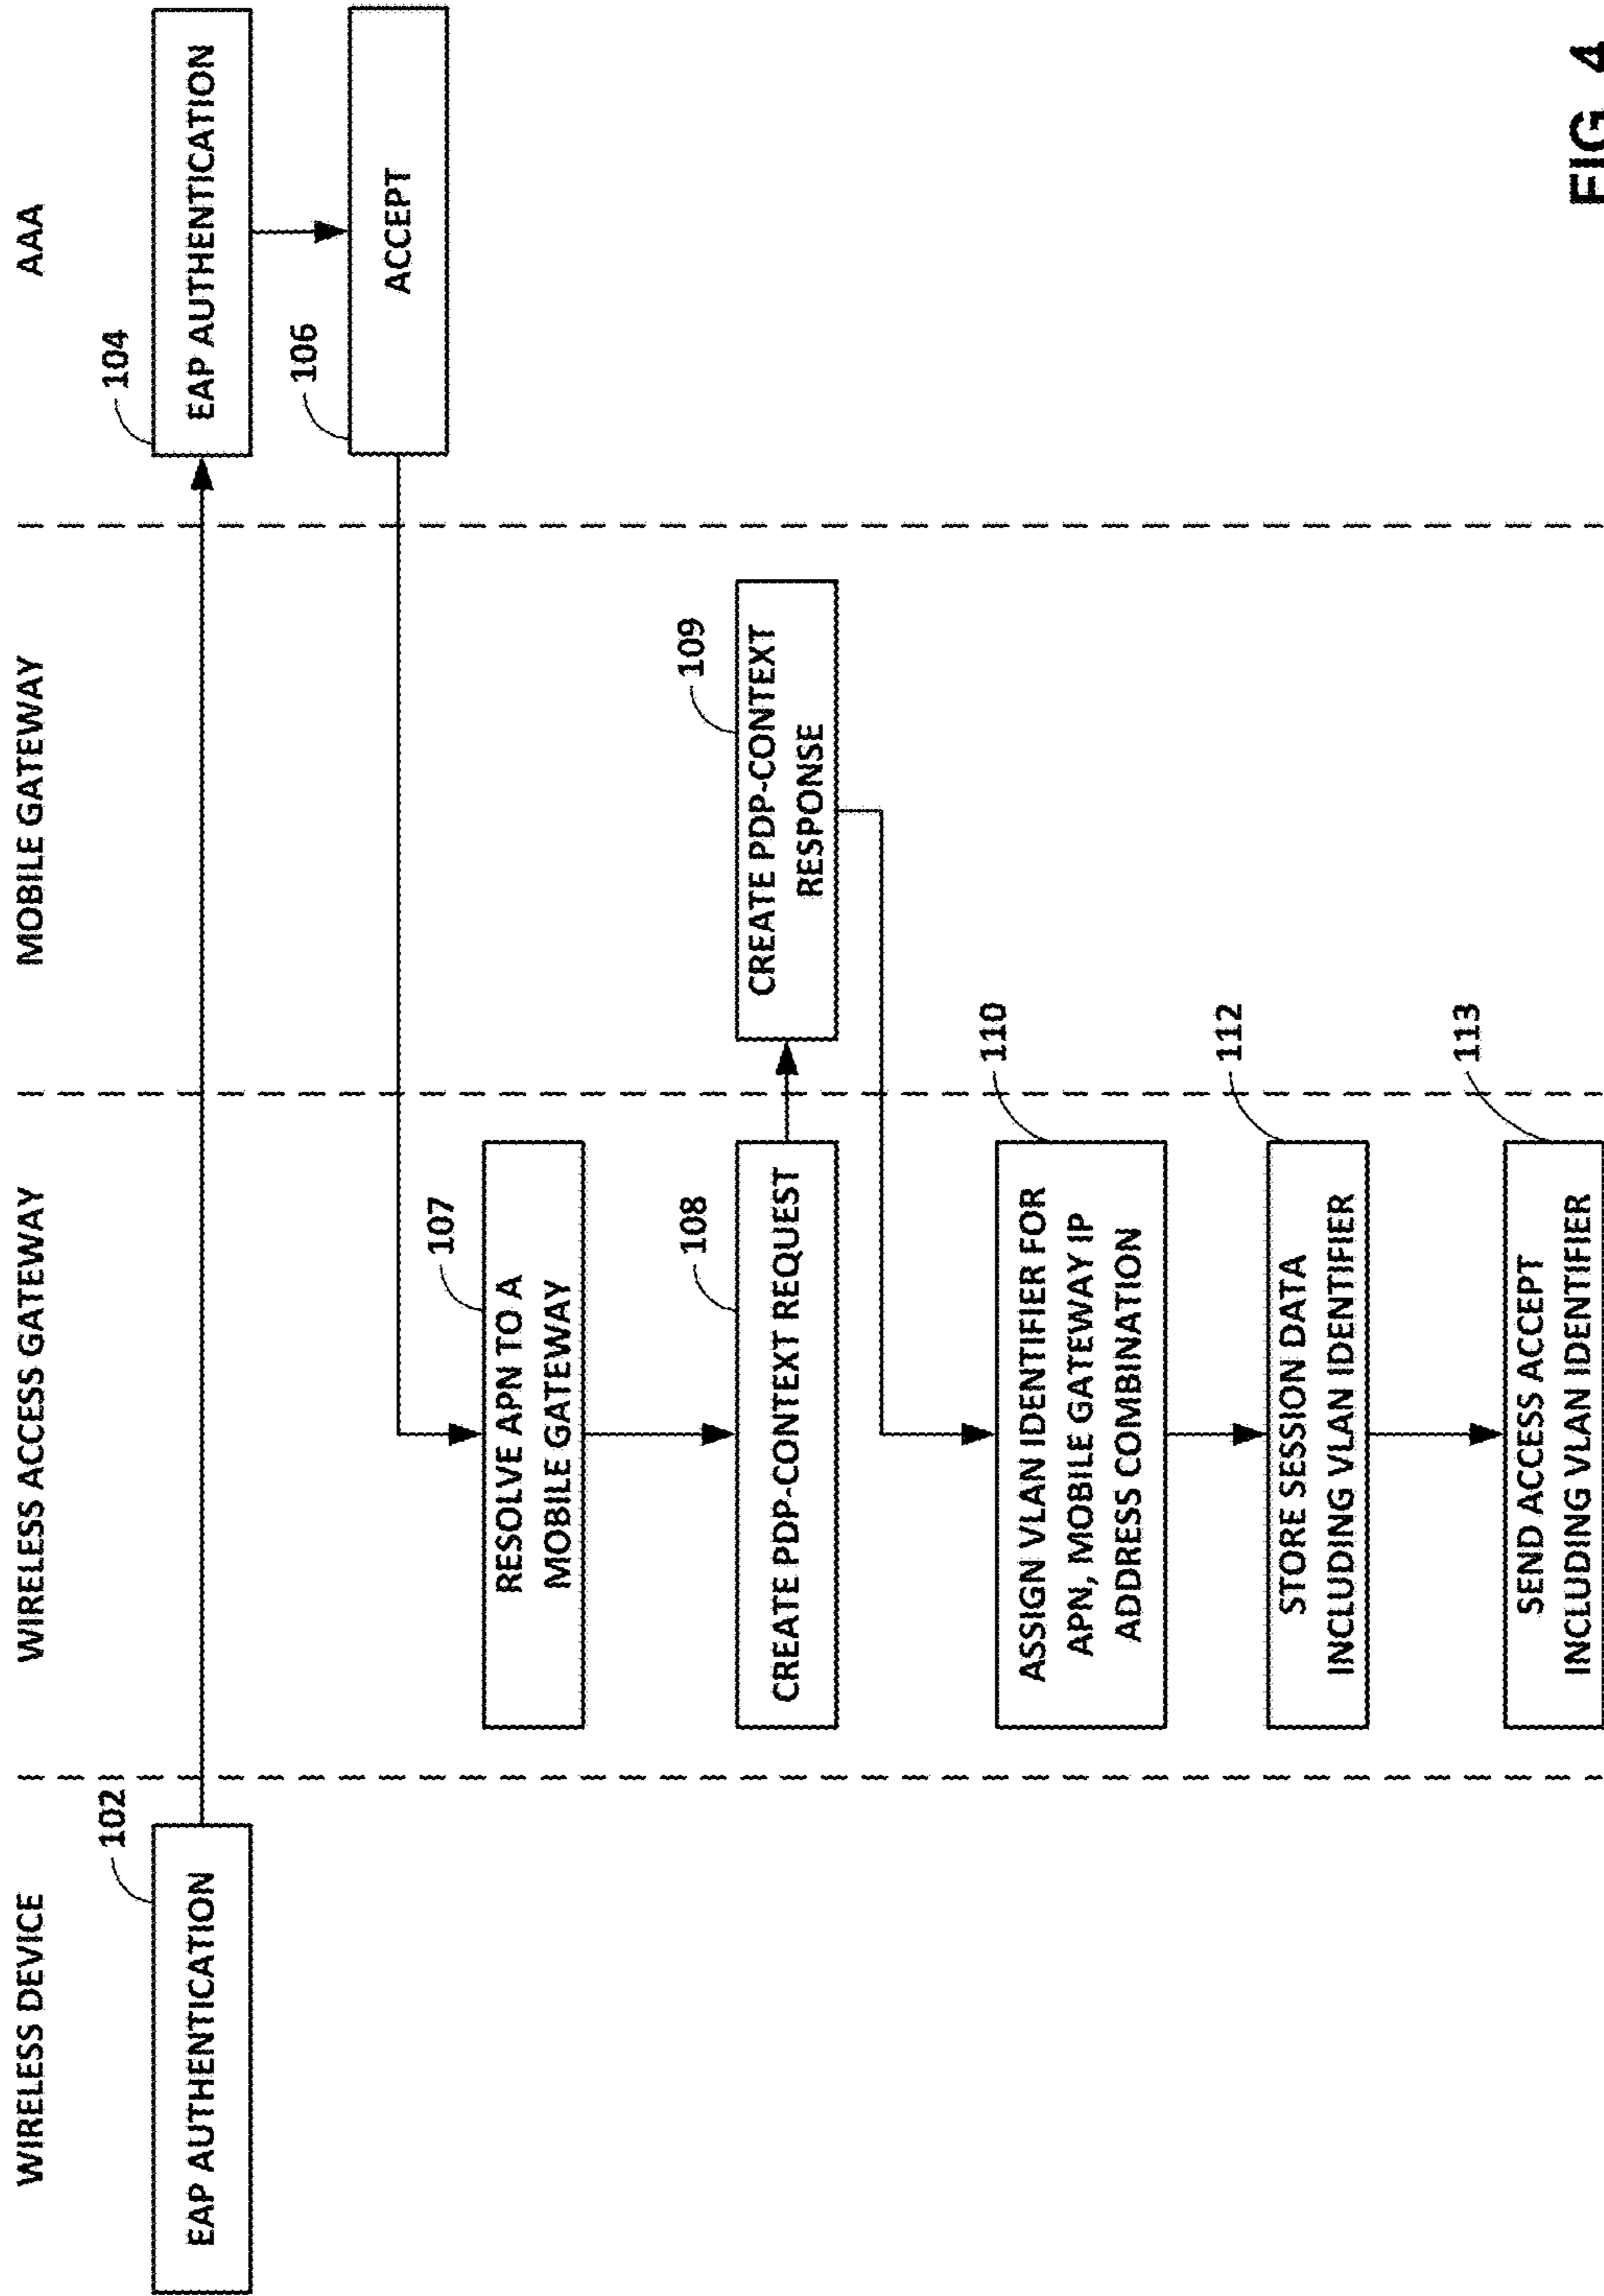 WIRELESS DEVICE
WIRELESS ACCESS GATEWAY
MOBILE GATEWAY
AAA
102
EAP AUTHENTICATION
104
EAP AUTHENTICATION
106
ACCEPT
107
RESOLVE APN TO A
MOBILE GATEWAY
108
CREATE PDP-CONTEXT REQUEST
109
CREATE PDP-CONTEXT
RESPONSE
110
ASSIGN VLAN IDENTIFIER FOR
APN, MOBILE GATEWAY IP
ADDRESS COMBINATION
112
STORE SESSION DATA
INCLUDING VLAN IDENTIFIER
113
SEND ACCESS ACCEPT
INCLUDING VLAN IDENTIFIER
FIG. 4